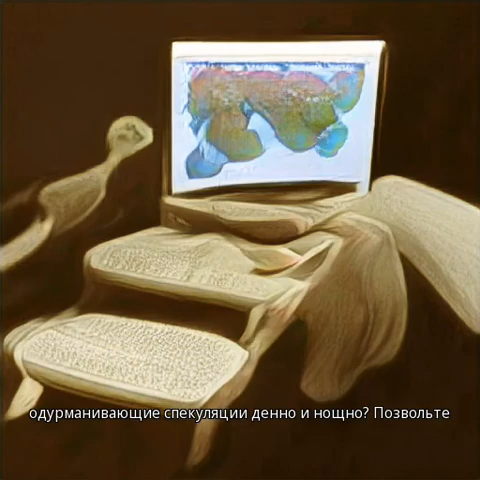 одурманивающие спекуляции денно и нощно? Позвольте